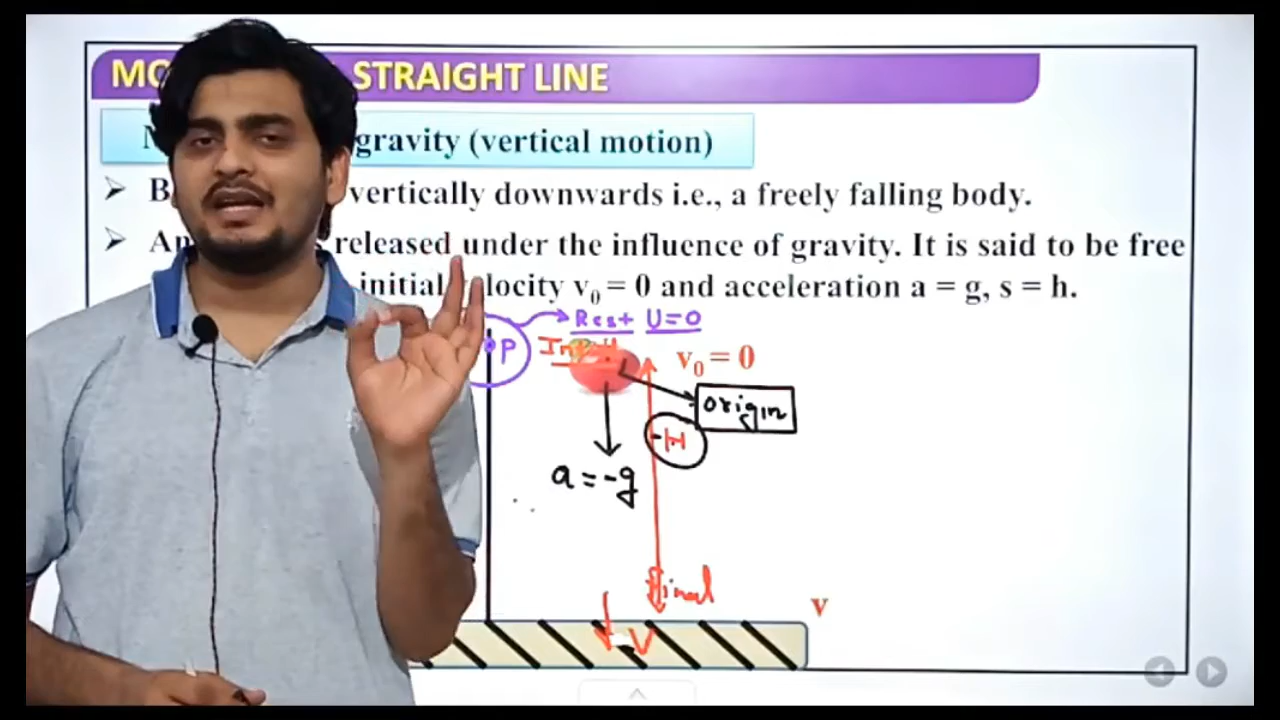 MO STRAIGHT LINE
gravity (vertical motion)
B vertically downwards i.e., a freely falling body.
An released under the influence of gravity. It is said to be free
initial locity v₀ = 0 and acceleration a = g, s = h.
Rest U=0
P
v₀ = 0
origin
-H
a = -g
final
v
-V